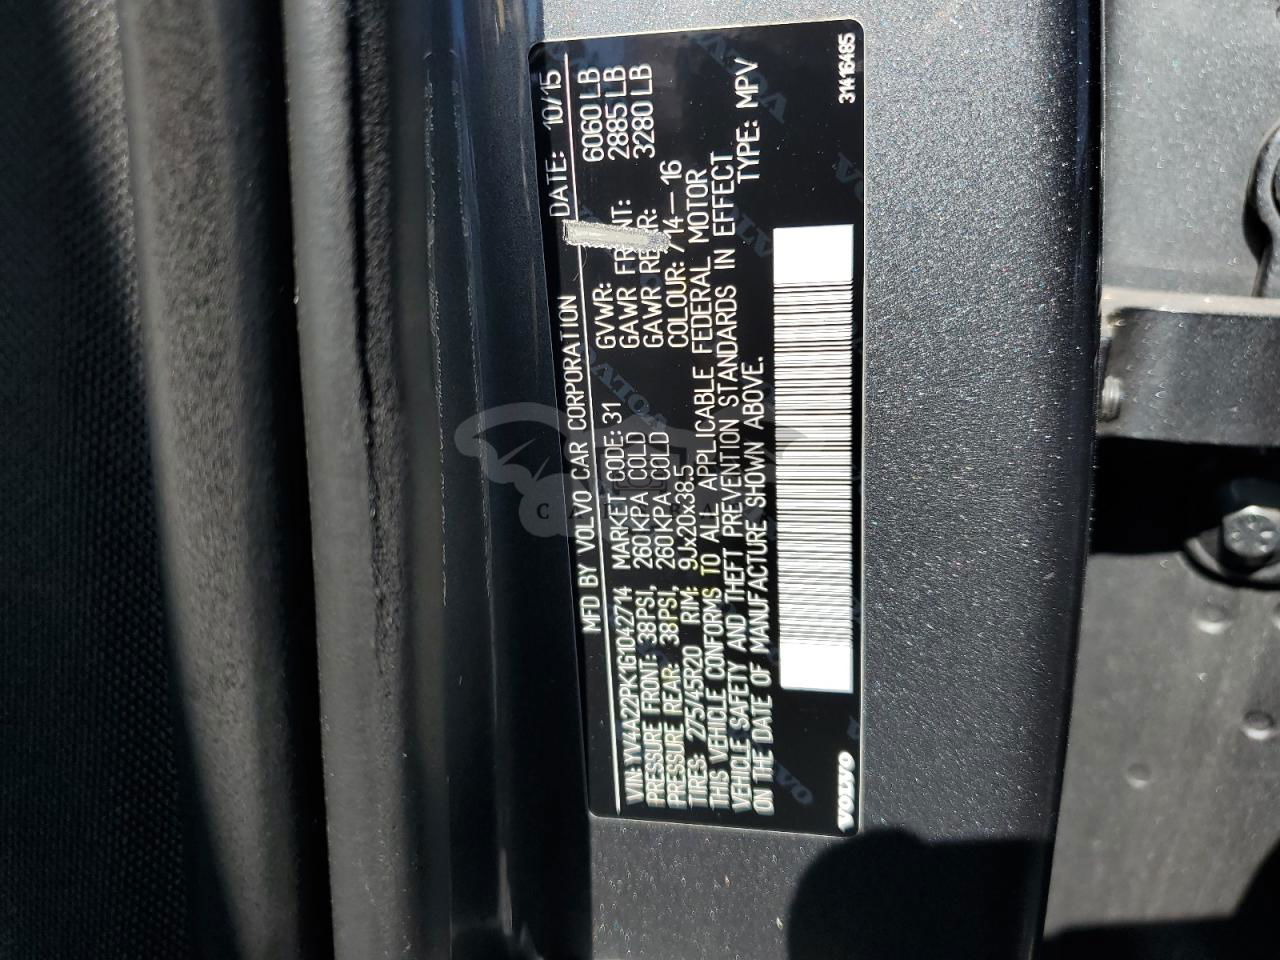 MFD BY VOLVO CAR CORPORATION DATE: 10/15
VIN: YV4A22PK1G1042714 MARKET CODE: 31 GVWR: 6060 LB
PRESSURE FRONT: 38PSI, 260KPA COLD GAWR FRONT: 2885 LB
PRESSURE REAR: 38PSI, 260KPA COLD GAWR REAR: 3280 LB
TIRES: 275/45R20 RIM: 9Jx20x38.5 COLOUR: 714-16
THIS VEHICLE CONFORMS TO ALL APPLICABLE FEDERAL MOTOR
VEHICLE SAFETY AND THEFT PREVENTION STANDARDS IN EFFECT
ON THE DATE OF MANUFACTURE SHOWN ABOVE. TYPE: MPV
VOLVO 31416485